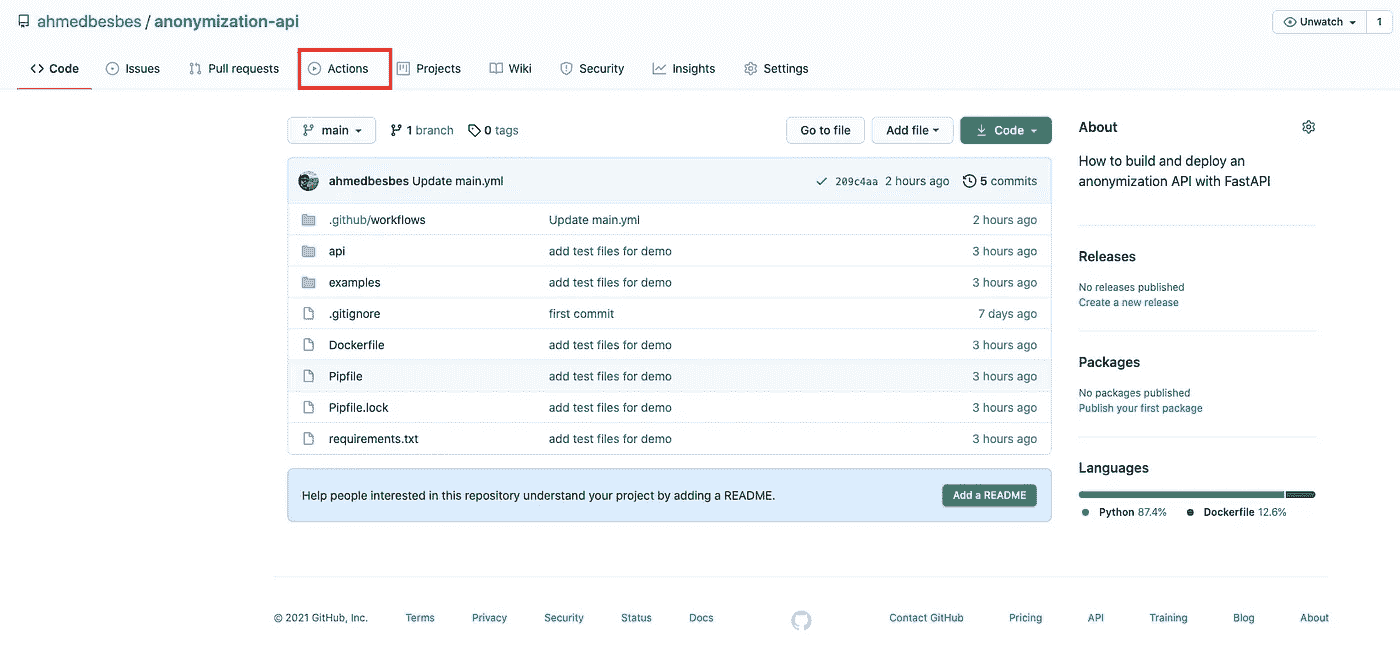 ahmedbesbes / anonymization-api
Unwatch 1
Code Issues Pull requests Actions Projects Wiki Security Insights Settings
main 1 branch 0 tags Go to file Add file Code
ahmedbesbes Update main.yml 209c4aa 2 hours ago 5 commits
.github/workflows Update main.yml 2 hours ago
api add test files for demo 3 hours ago
examples add test files for demo 3 hours ago
.gitignore first commit 7 days ago
Dockerfile add test files for demo 3 hours ago
Pipfile add test files for demo 3 hours ago
Pipfile.lock add test files for demo 3 hours ago
requirements.txt add test files for demo 3 hours ago
Help people interested in this repository understand your project by adding a README. Add a README
About
How to build and deploy an
anonymization API with FastAPI
Releases
No releases published
Create a new release
Packages
No packages published
Publish your first package
Languages
Python 87.4% Dockerfile 12.6%
© 2021 GitHub, Inc. Terms Privacy Security Status Docs Contact GitHub Pricing API Training Blog About